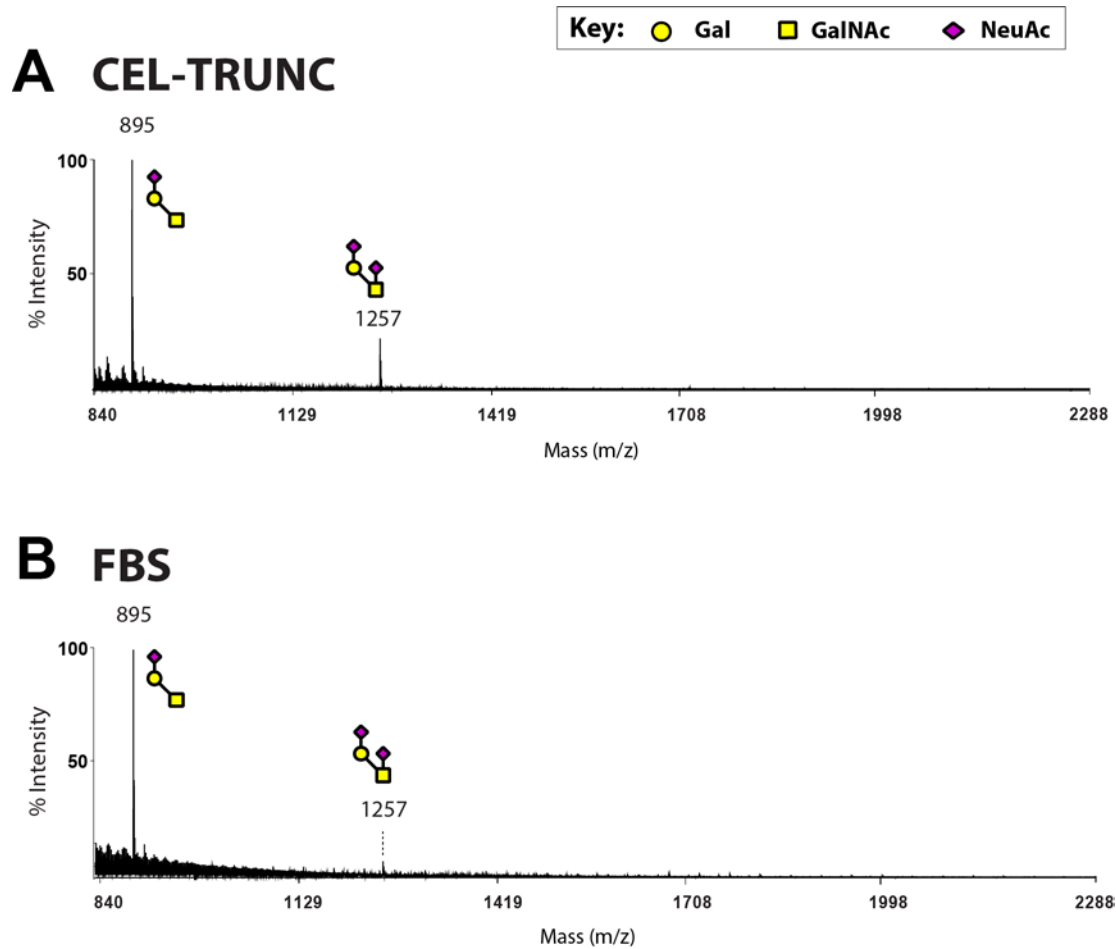 Key: Gal GalNAc NeuAc
A CEL-TRUNC
895
100
50
% Intensity
1257
840 1129 1419 1708 1998 2288
Mass (m/z)
B FBS
895
100
50
% Intensity
1257
840 1129 1419 1708 1998 2288
Mass (m/z)